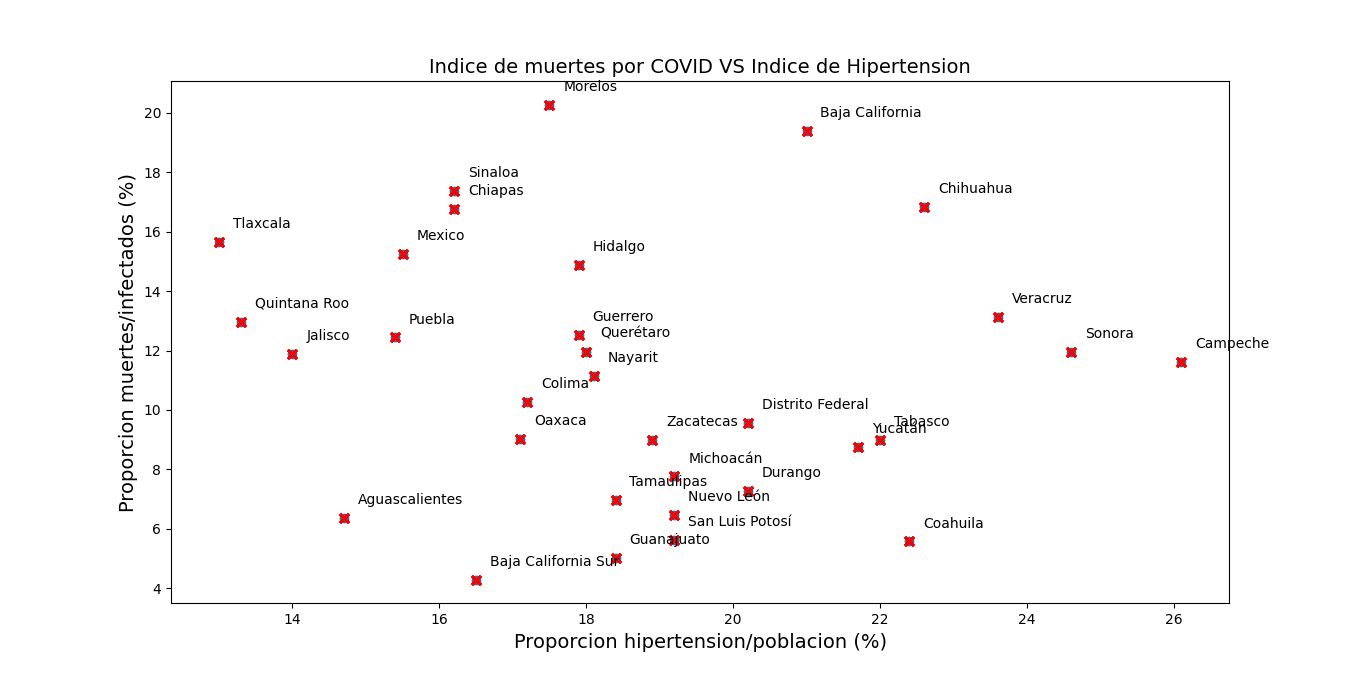 Indice de muertes por COVID VS Indice de Hipertension
Morelos
Baja California
Sinaloa
Chiapas
Chihuahua
Tlaxcala
Mexico
Hidalgo
Quintana Roo
Veracruz
Puebla
Guerrero
Querétaro
Jalisco
Sonora
Campeche
Nayarit
Colima
Distrito Federal
Oaxaca
Zacatecas
Tabasco
Yucatán
Michoacán
Durango
Tamaulipas
Nuevo León
Aguascalientes
San Luis Potosí
Coahuila
Guanajuato
Baja California Sur
20
18
16
14
12
10
8
6
4
Proporcion muertes/infectados (%)
14 16 18 20 22 24 26
Proporcion hipertension/poblacion (%)